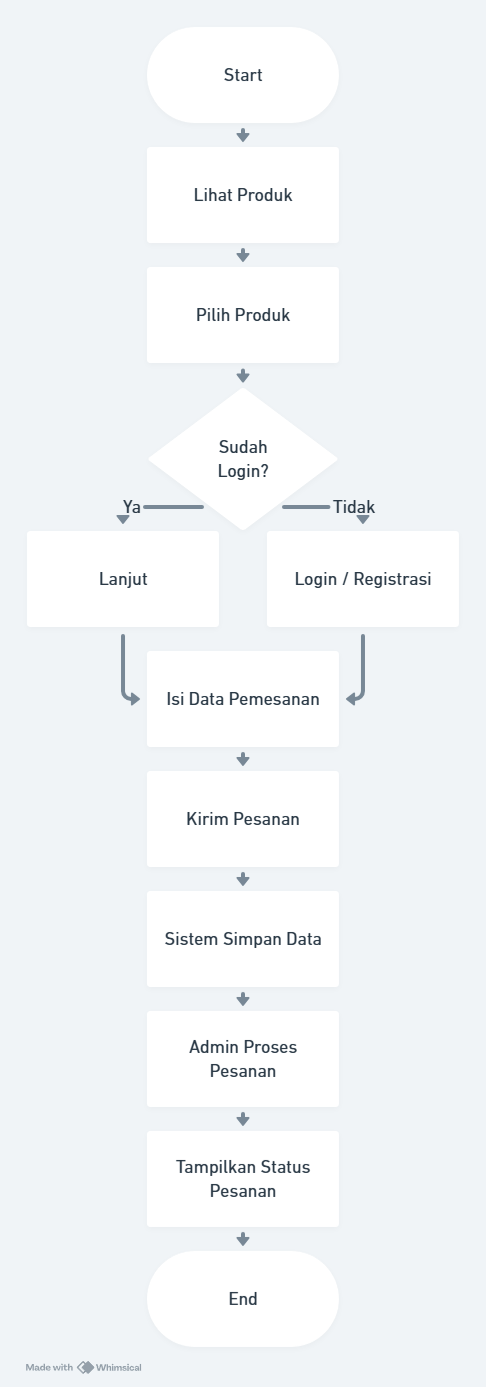 Start
Lihat Produk
Pilih Produk
Sudah
Login?
Ya
Tidak
Lanjut
Login / Registrasi
Isi Data Pemesanan
Kirim Pesanan
Sistem Simpan Data
Admin Proses
Pesanan
Tampilkan Status
Pesanan
End
Made with Whimsical